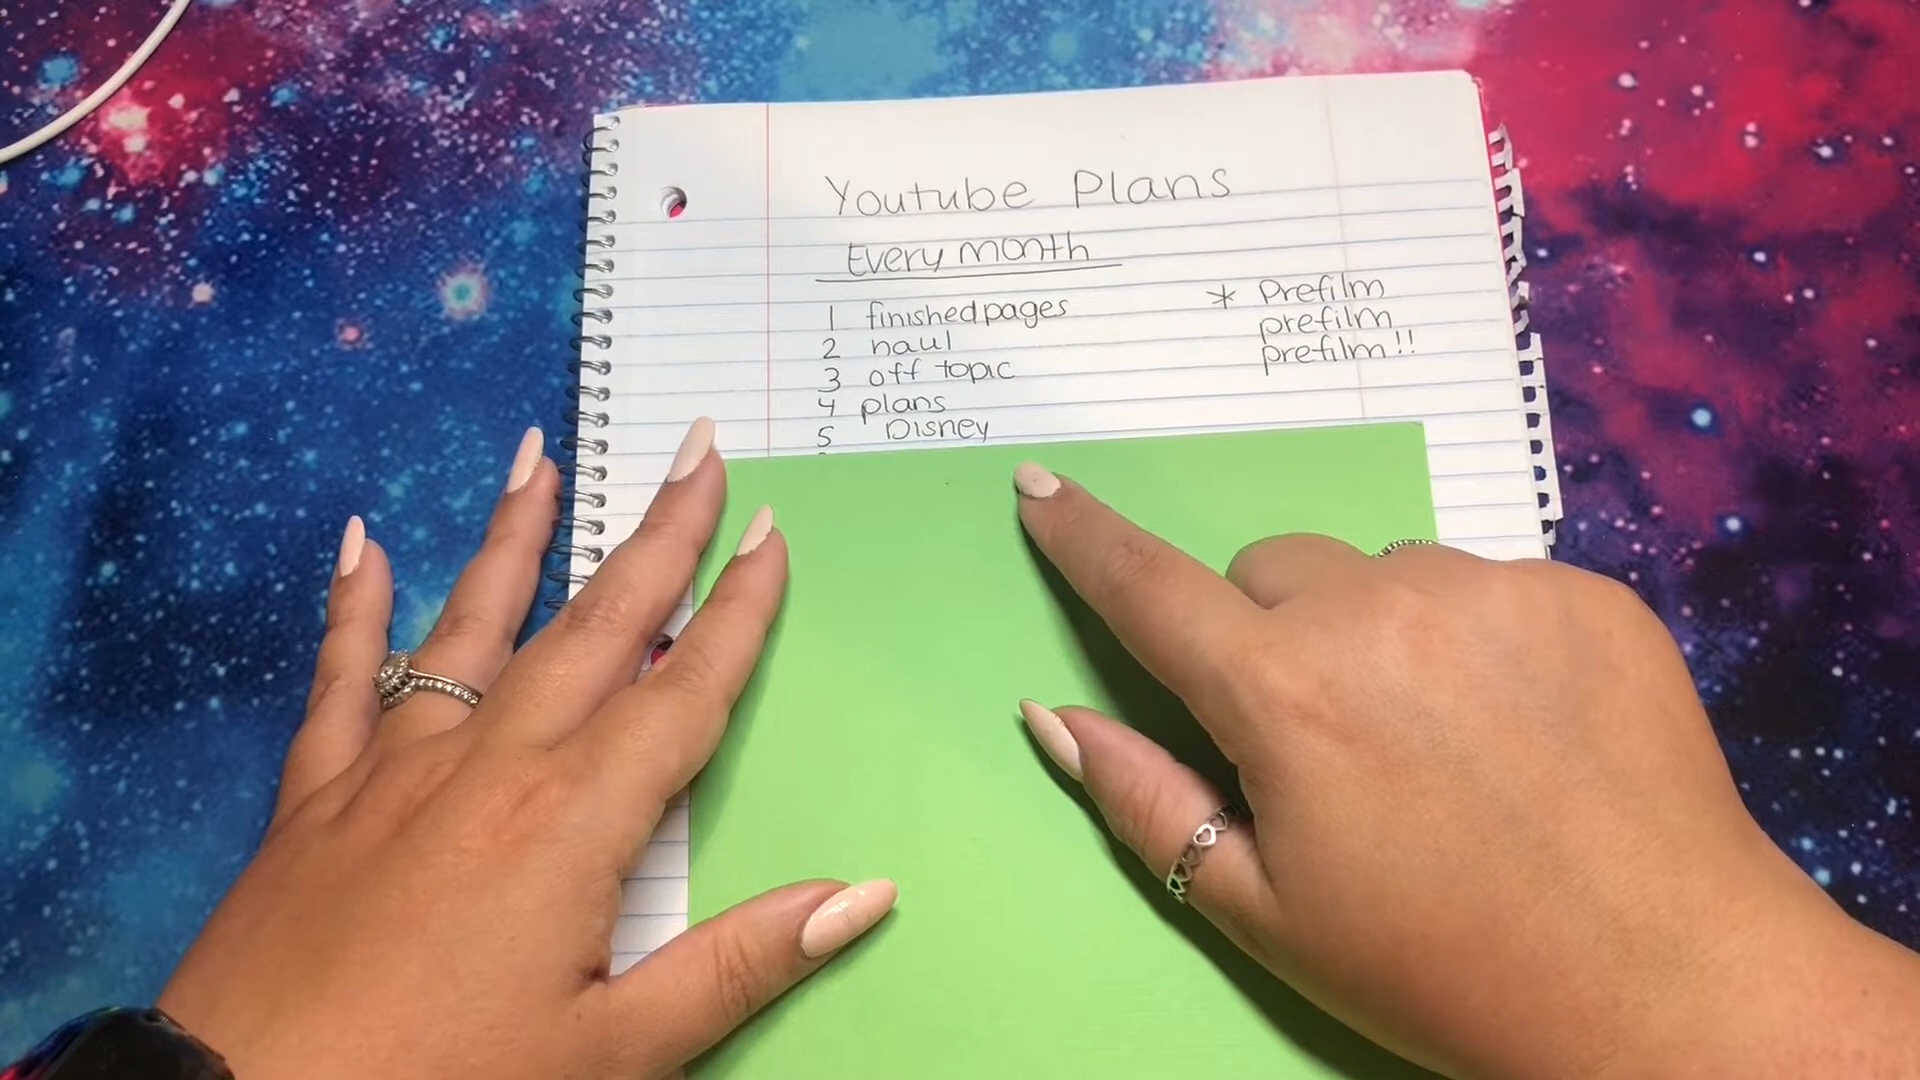 Youtube Plans
Every month
1 finished pages
2 haul
3 off topic
4 plans
5 Disney
* Prefilm
prefilm
prefilm!!